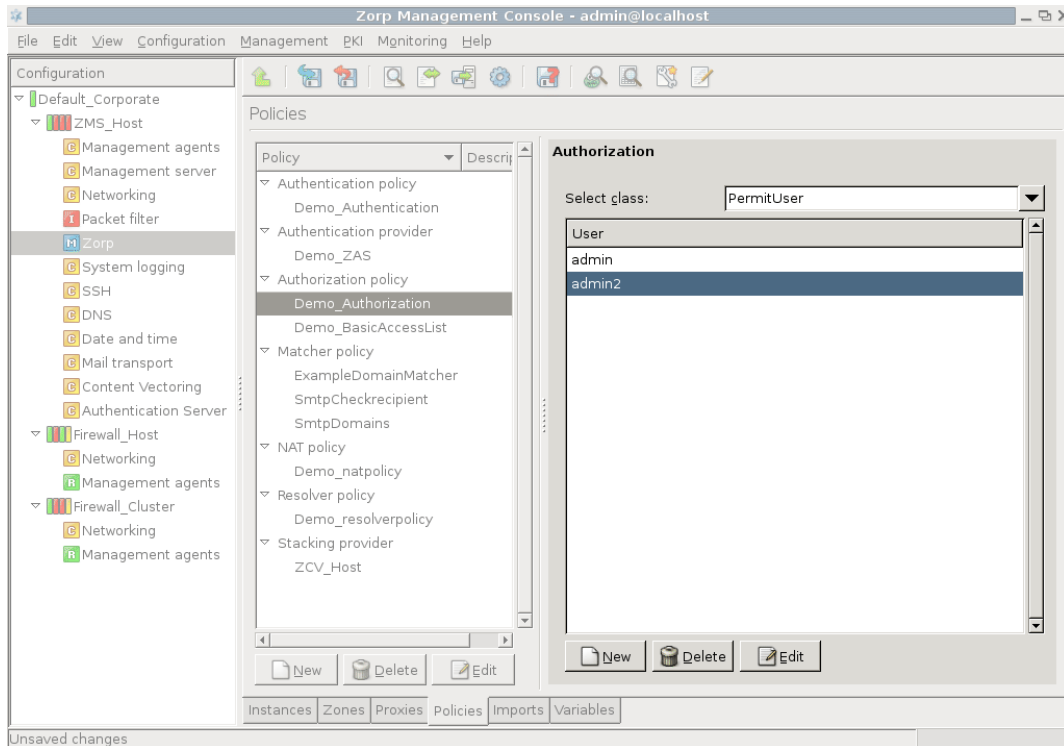 Zorp Management Console - admin@localhost
File Edit View Configuration Management PKI Monitoring Help
Configuration
Default_Corporate
ZMS_Host
Management agents
Management server
Networking
Packet filter
Zorp
System logging
SSH
DNS
Date and time
Mail transport
Content Vectoring
Authentication Server
Firewall_Host
Networking
Management agents
Firewall_Cluster
Networking
Management agents
Policies
Policy Descrip
Authentication policy
Demo_Authentication
Authentication provider
Demo_ZAS
Authorization policy
Demo_Authorization
Demo_BasicAccessList
Matcher policy
ExampleDomainMatcher
SmtpCheckrecipient
SmtpDomains
NAT policy
Demo_natpolicy
Resolver policy
Demo_resolverpolicy
Stacking provider
ZCV_Host
New Delete Edit
Authorization
Select class: PermitUser
User
admin
admin2
New Delete Edit
Instances Zones Proxies Policies Imports Variables
Unsaved changes